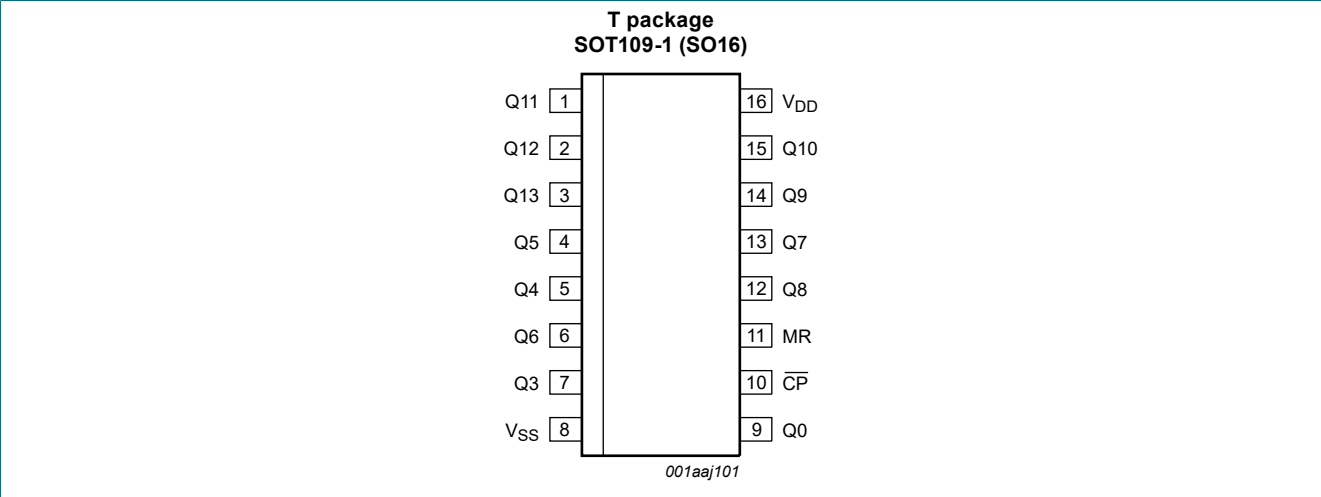 T package
SOT109-1 (SO16)
Q11 1 16 VDD
Q12 2 15 Q10
Q13 3 14 Q9
Q5 4 13 Q7
Q4 5 12 Q8
Q6 6 11 MR
Q3 7 10 C̅P̅
VSS 8 9 Q0
001aaj101